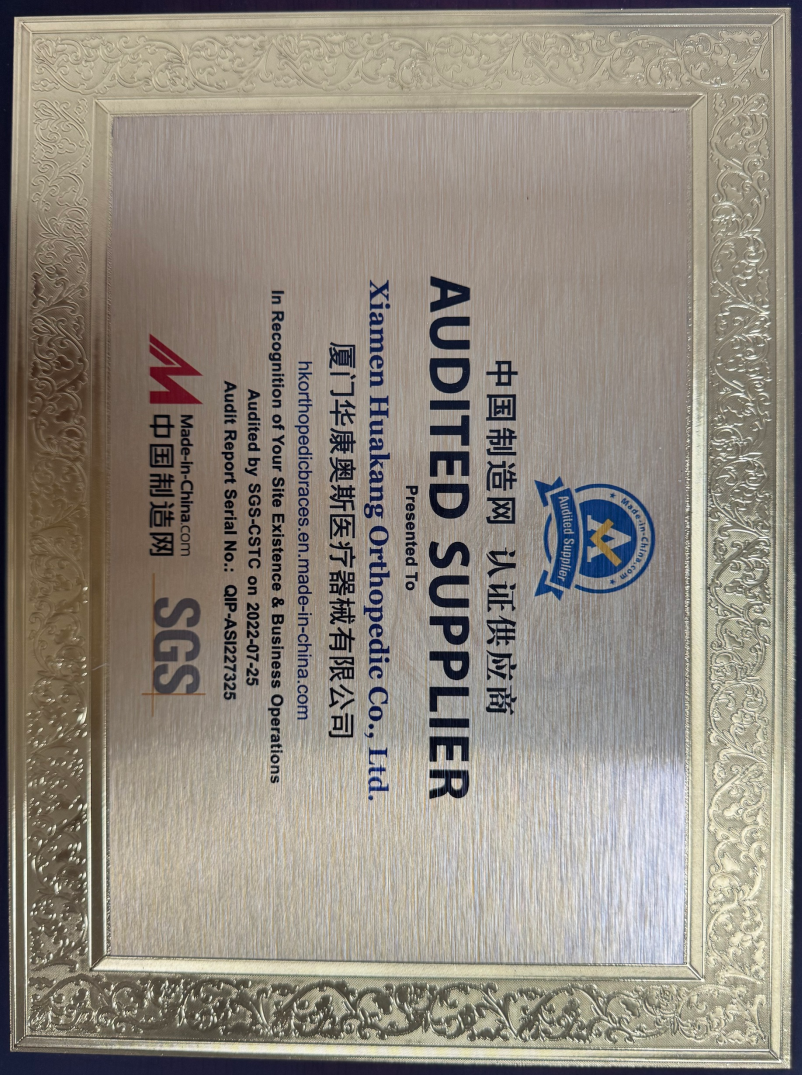 Made-in-China.com
Audited Supplier
中国制造网 认证供应商
AUDITED SUPPLIER
Presented To
Xiamen Huakang Orthopedic Co., Ltd.
厦门华康奥斯医疗器械有限公司
hkorthopedicbraces.en.made-in-china.com
In Recognition of Your Site Existence & Business Operations
Audited by SGS-CSTC on 2022-07-25
Audit Report Serial No.: QIP-ASI227325
Made-in-China.com
中国制造网
SGS